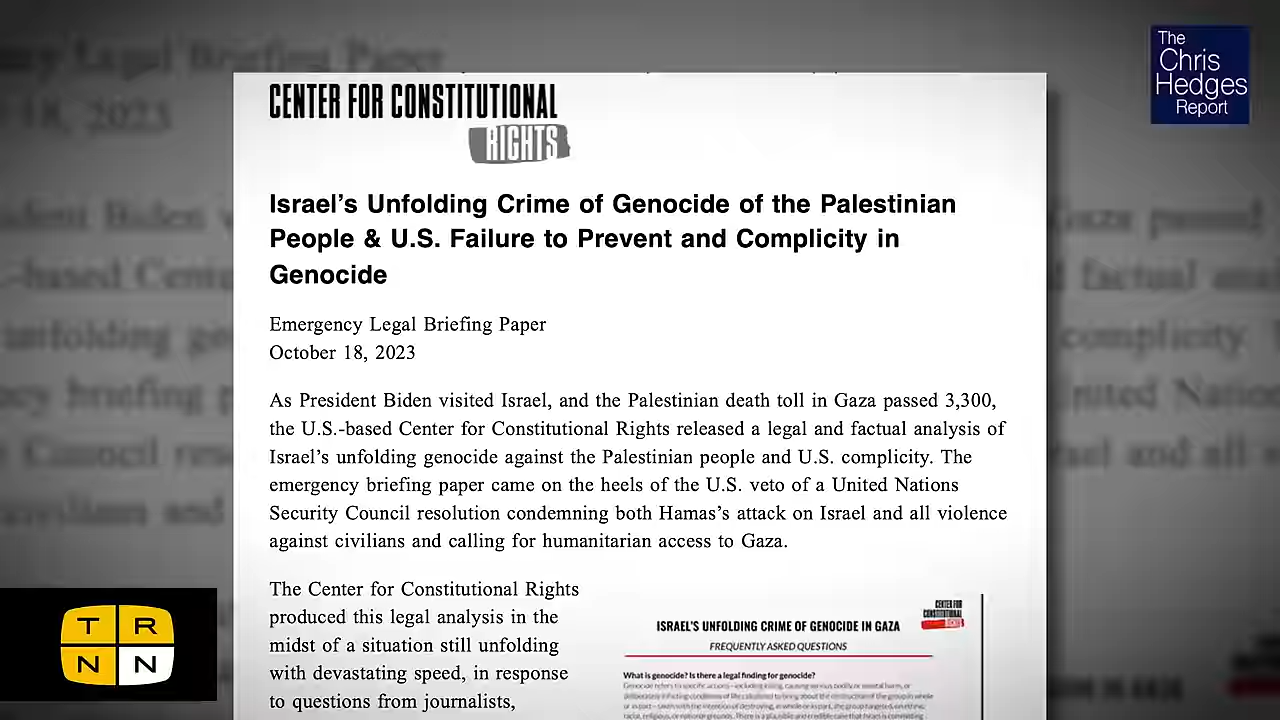 The
Chris
Hedges
Report
CENTER FOR CONSTITUTIONAL
RIGHTS
Israel’s Unfolding Crime of Genocide of the Palestinian
People & U.S. Failure to Prevent and Complicity in
Genocide
Emergency Legal Briefing Paper
October 18, 2023
As President Biden visited Israel, and the Palestinian death toll in Gaza passed 3,300,
the U.S.-based Center for Constitutional Rights released a legal and factual analysis of
Israel’s unfolding genocide against the Palestinian people and U.S. complicity. The
emergency briefing paper came on the heels of the U.S. veto of a United Nations
Security Council resolution condemning both Hamas’s attack on Israel and all violence
against civilians and calling for humanitarian access to Gaza.
The Center for Constitutional Rights
produced this legal analysis in the
midst of a situation still unfolding
with devastating speed, in response
to questions from journalists,
CENTER FOR
CONSTITUTIONAL
RIGHTS
ISRAEL’S UNFOLDING CRIME OF GENOCIDE IN GAZA
FREQUENTLY ASKED QUESTIONS
What is genocide? Is there a legal finding for genocide?
T R
N N